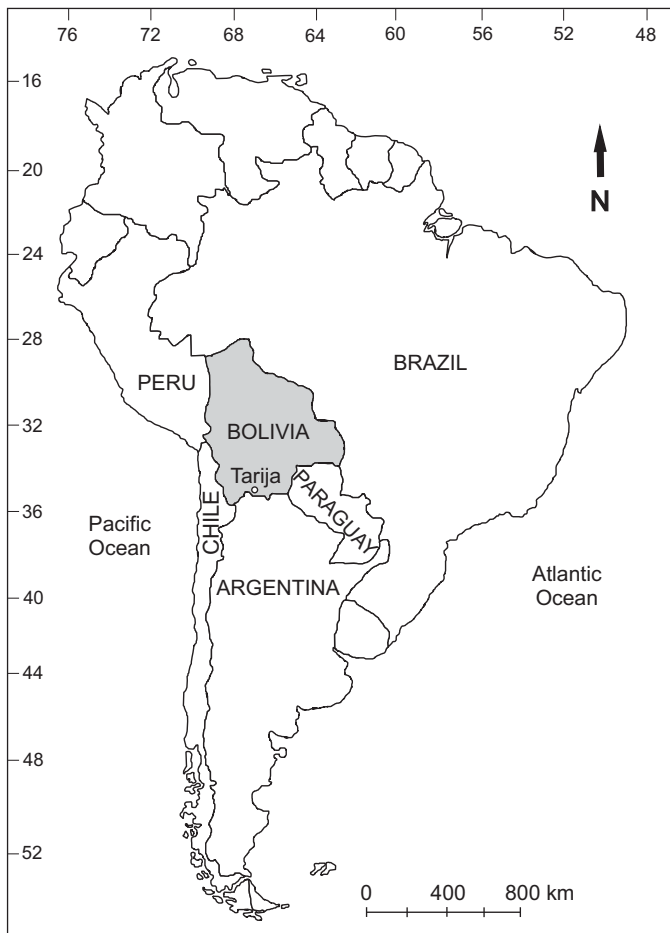 76 72 68 64 60 56 52 48
16
20
N
24
28
BRAZIL
PERU
32
BOLIVIA
Tarija
PARAGUAY
36
CHILE
Pacific
Ocean
ARGENTINA
Atlantic
Ocean
40
44
48
52
0 400 800 km